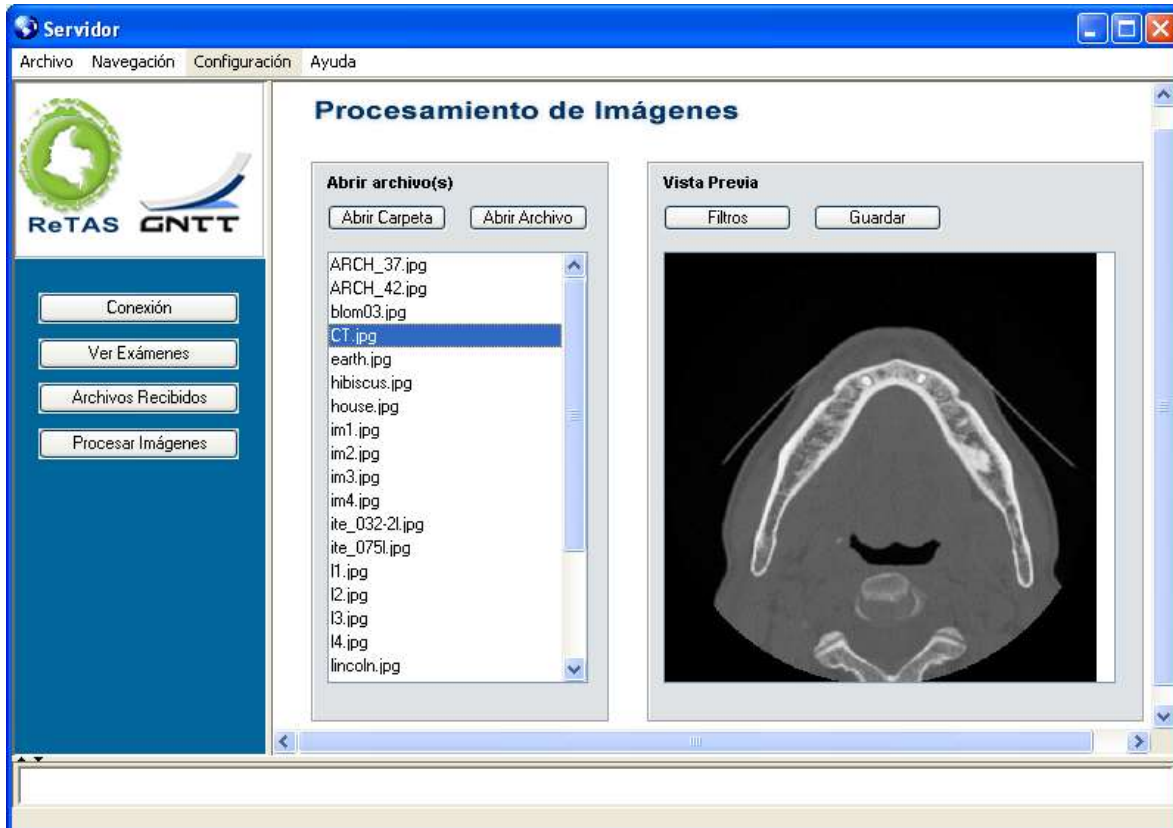 Servidor
Archivo Navegación Configuración Ayuda
ReTAS GNTT
Conexión
Ver Exámenes
Archivos Recibidos
Procesar Imágenes
Procesamiento de Imágenes
Abrir archivo(s)
Abrir Carpeta Abrir Archivo
ARCH_37.jpg
ARCH_42.jpg
blom03.jpg
CT.jpg
earth.jpg
hibiscus.jpg
house.jpg
im1.jpg
im2.jpg
im3.jpg
im4.jpg
ite_032-2l.jpg
ite_075l.jpg
l1.jpg
l2.jpg
l3.jpg
l4.jpg
lincoln.jpg
Vista Previa
Filtros Guardar